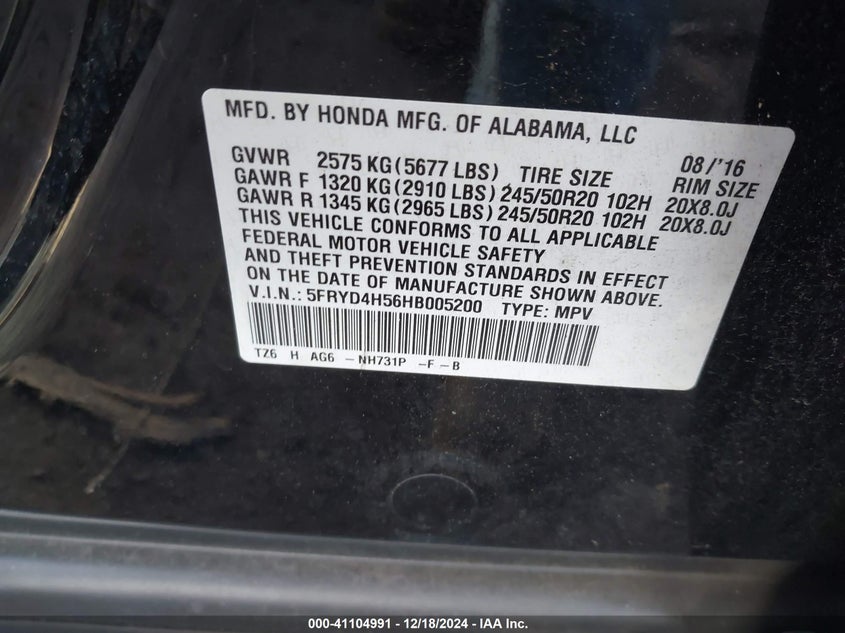 MFD. BY HONDA MFG. OF ALABAMA, LLC 08/'16
GVWR 2575 KG(5677 LBS) TIRE SIZE RIM SIZE
GAWR F 1320 KG(2910 LBS) 245/50R20 102H 20X8.0J
GAWR R 1345 KG(2965 LBS) 245/50R20 102H 20X8.0J
THIS VEHICLE CONFORMS TO ALL APPLICABLE
FEDERAL MOTOR VEHICLE SAFETY
AND THEFT PREVENTION STANDARDS IN EFFECT
ON THE DATE OF MANUFACTURE SHOWN ABOVE.
V.I.N.: 5FRYD4H56HB005200 TYPE: MPV
TZ6 H AG6 -NH731P -F-B
000-41104991 - 12/18/2024 - IAA Inc.